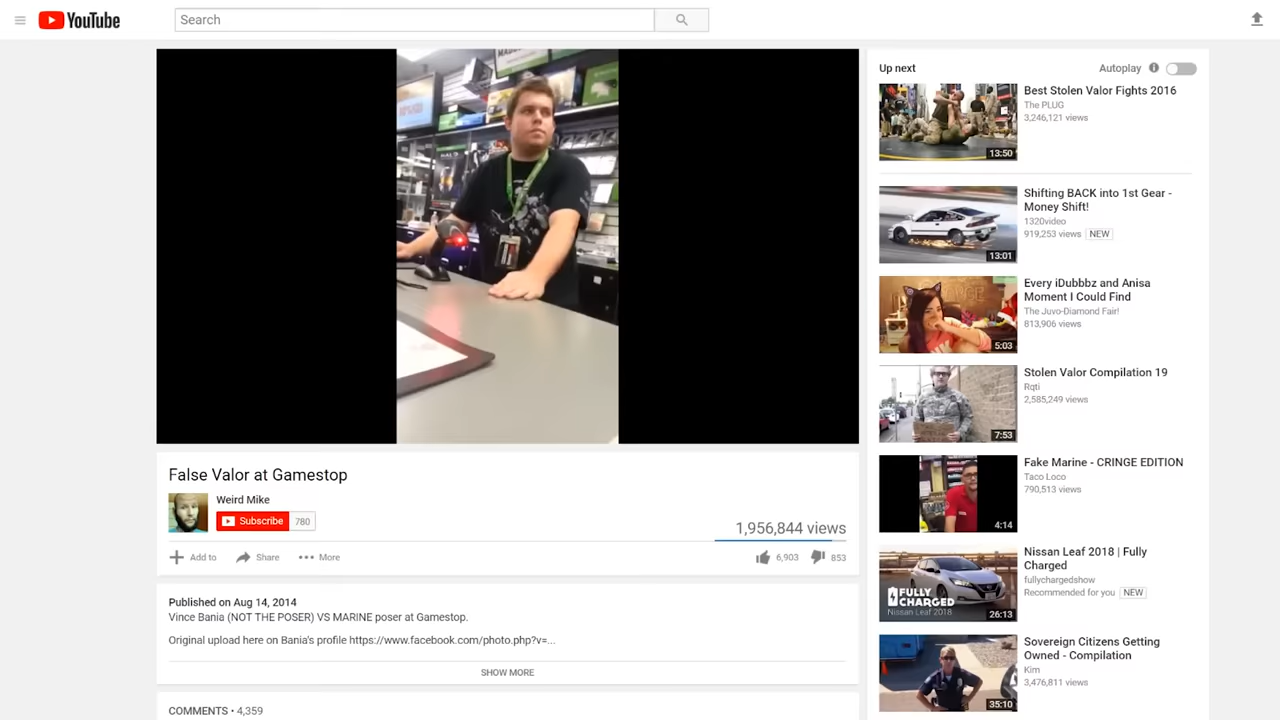 YouTube
Search
Up next
Autoplay
Best Stolen Valor Fights 2016
The PLUG
3,246,121 views
13:50
Shifting BACK into 1st Gear -
Money Shift!
1320video
919,253 views NEW
13:01
Every iDubbbz and Anisa
Moment I Could Find
The Juvo-Diamond Fair!
813,906 views
5:03
Stolen Valor Compilation 19
Rqti
2,585,249 views
7:53
Fake Marine - CRINGE EDITION
Taco Loco
790,513 views
4:14
Nissan Leaf 2018 | Fully
Charged
fullychargedshow
Recommended for you NEW
FULLY
CHARGED
Nissan Leaf 2018
26:13
Sovereign Citizens Getting
Owned - Compilation
Kim
3,476,811 views
35:10
False Valor at Gamestop
Weird Mike
Subscribe 780
1,956,844 views
Add to Share More
6,903 853
Published on Aug 14, 2014
Vince Bania (NOT THE POSER) VS MARINE poser at Gamestop.
Original upload here on Bania's profile https://www.facebook.com/photo.php?v=...
SHOW MORE
COMMENTS • 4,359